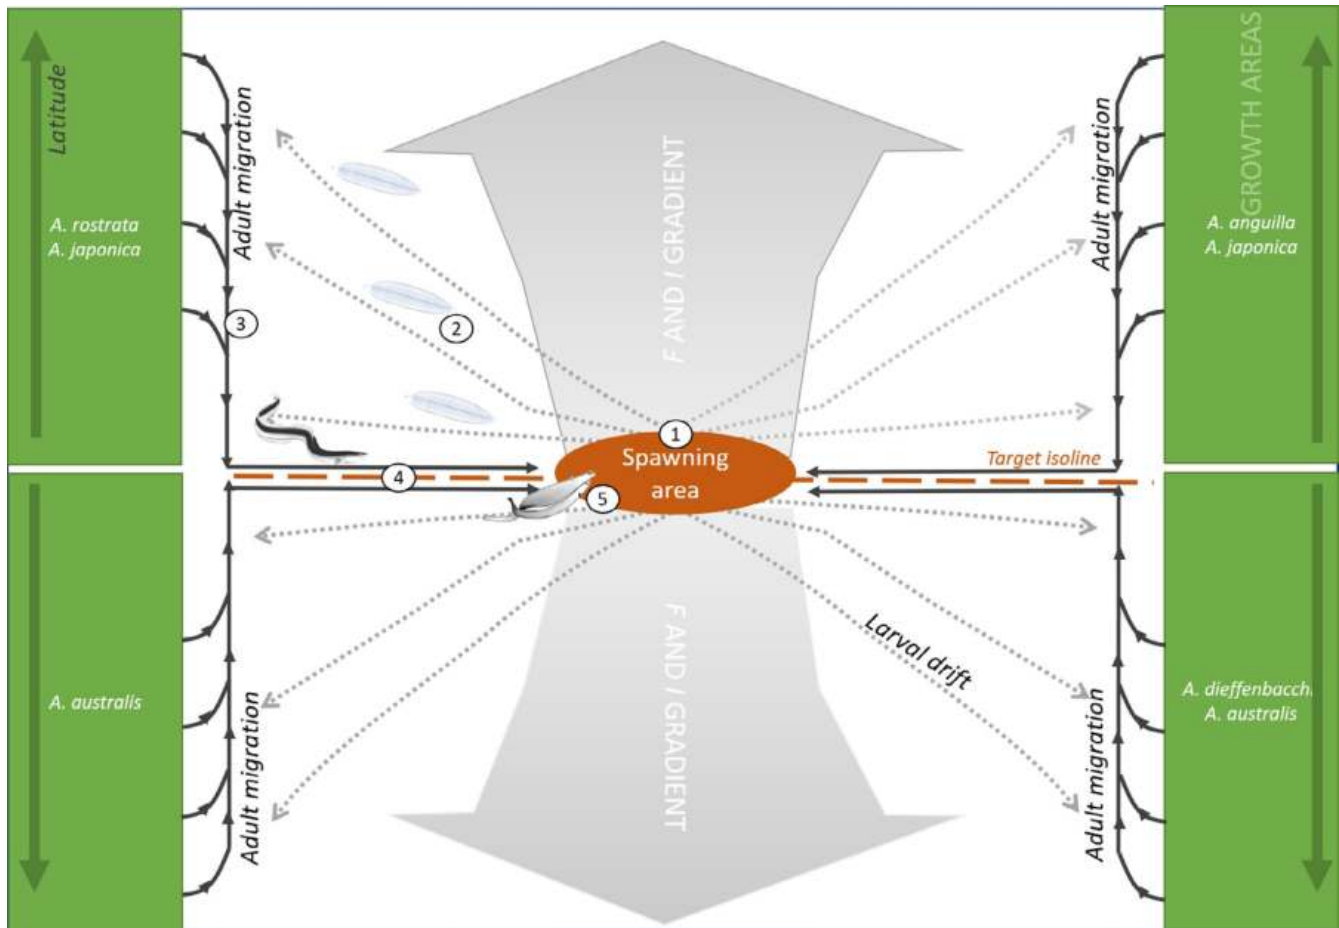 Latitude
A. rostrata
A. japonica
Adult migration
3
2
F AND I GRADIENT
Adult migration
GROWTH AREAS
A. anguilla
A. japonica
1
Spawning
area
Target isoline
4
5
A. australis
Adult migration
F AND I GRADIENT
Larval drift
Adult migration
A. dieffenbacchi
A. australis